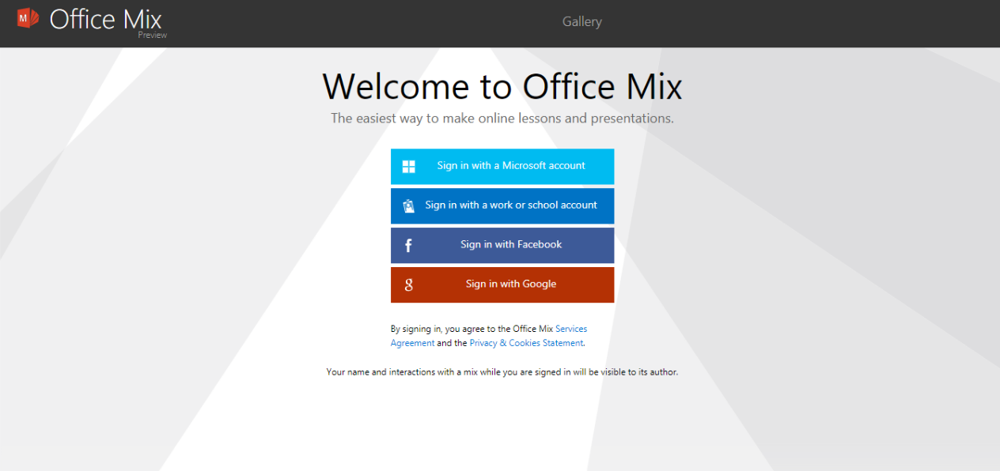 M Office Mix
Preview
Gallery
Welcome to Office Mix
The easiest way to make online lessons and presentations.
Sign in with a Microsoft account
Sign in with a work or school account
f Sign in with Facebook
g Sign in with Google
By signing in, you agree to the Office Mix Services
Agreement and the Privacy & Cookies Statement.
Your name and interactions with a mix while you are signed in will be visible to its author.